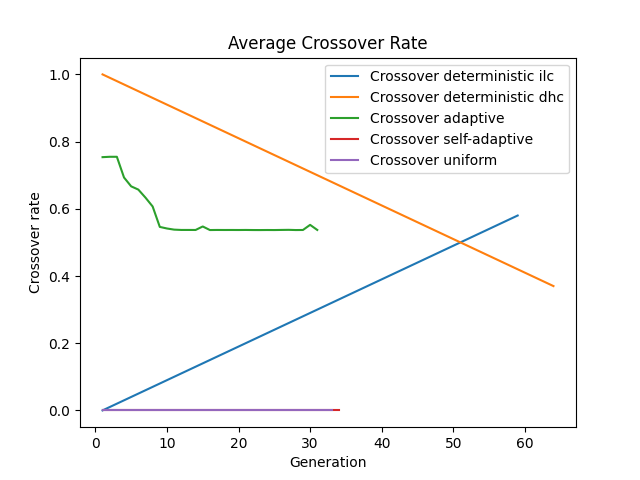 Average Crossover Rate
Crossover deterministic ilc
Crossover deterministic dhc
Crossover adaptive
Crossover self-adaptive
Crossover uniform
Crossover rate
1.0
0.8
0.6
0.4
0.2
0.0
0 10 20 30 40 50 60
Generation